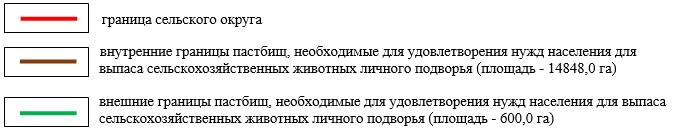 граница сельского округа
внутренние границы пастбищ, необходимые для удовлетворения нужд населения для
выпаса сельскохозяйственных животных личного подворья (площадь - 14848,0 га)
внешние границы пастбищ, необходимые для удовлетворения нужд населения для выпаса
сельскохозяйственных животных личного подворья (площадь - 600,0 га)